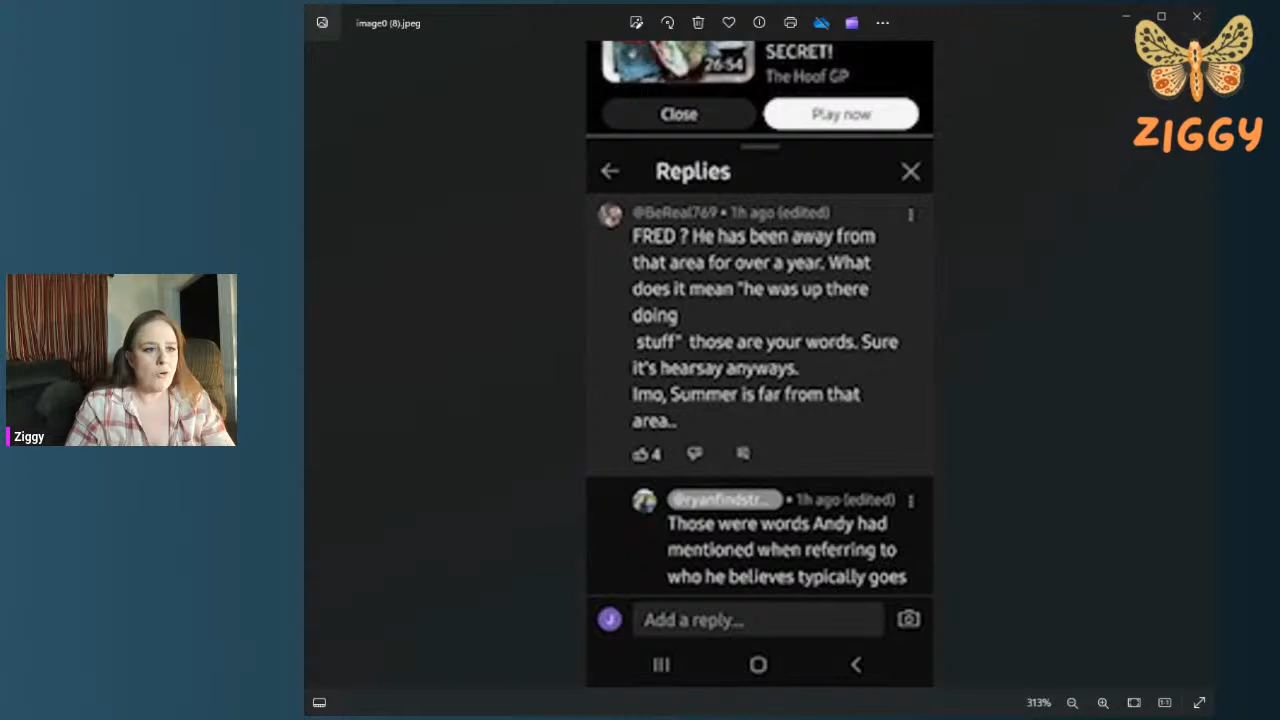 image0 (8).jpeg
ZIGGY
26:54
SECRET!
The Hoof GP
Close
Play now
Replies
@BeReal769 • 1h ago (edited)
FRED ? He has been away from
that area for over a year. What
does it mean "he was up there
doing
stuff" those are your words. Sure
it's hearsay anyways.
Imo, Summer is far from that
area..
4
@ryanfindstr... • 1h ago (edited)
Those were words Andy had
mentioned when referring to
who he believes typically goes
J
Add a reply...
Ziggy
313%